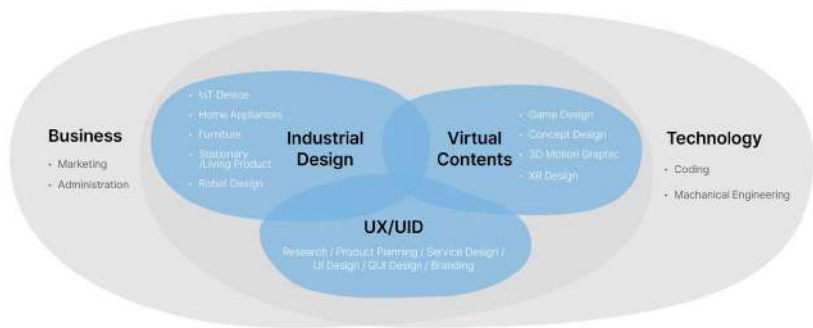 Business
• Marketing
• Administration
• IoT Device
• Home Appliances
• Furniture
• Stationary
/Living Product
• Robot Design
Industrial
Design
Virtual
Contents
• Game Design
• Concept Design
• 3D Motion Graphic
• XR Design
UX/UID
Research / Product Planning / Service Design /
UI Design / GUI Design / Branding
Technology
• Coding
• Machanical Engineering